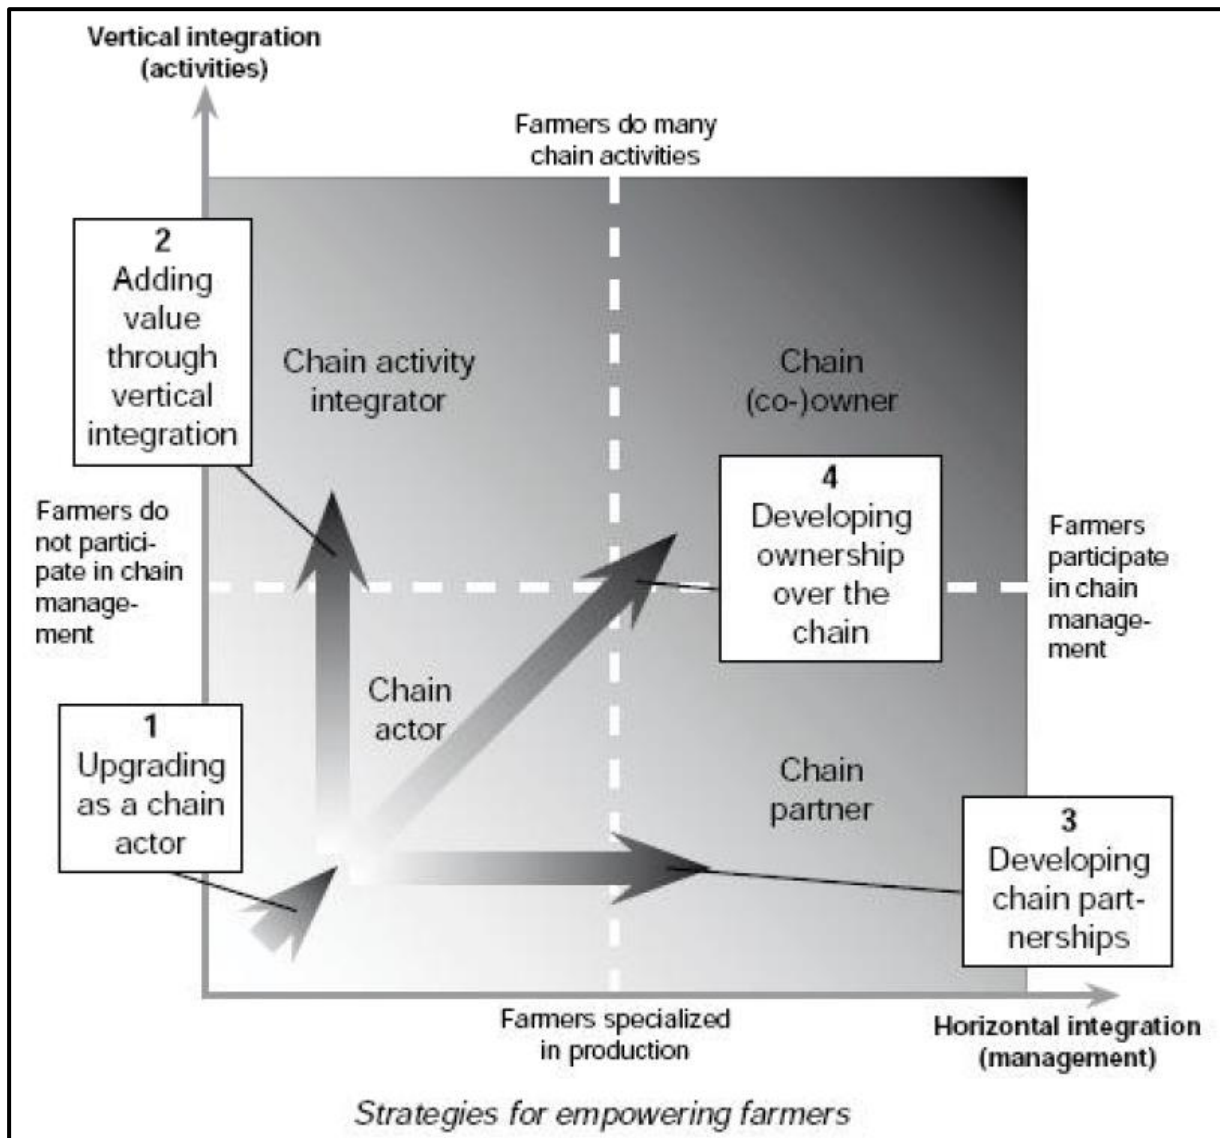 Vertical integration
(activities)
Farmers do many
chain activities
2
Adding
value
through
vertical
integration
Chain activity
integrator
Chain
(co-)owner
4
Developing
ownership
over the
chain
Farmers do
not partici-
pate in chain
manage-
ment
Farmers
participate
in chain
manage-
ment
Chain
actor
1
Upgrading
as a chain
actor
Chain
partner
3
Developing
chain part-
nerships
Farmers specialized
in production
Horizontal integration
(management)
Strategies for empowering farmers